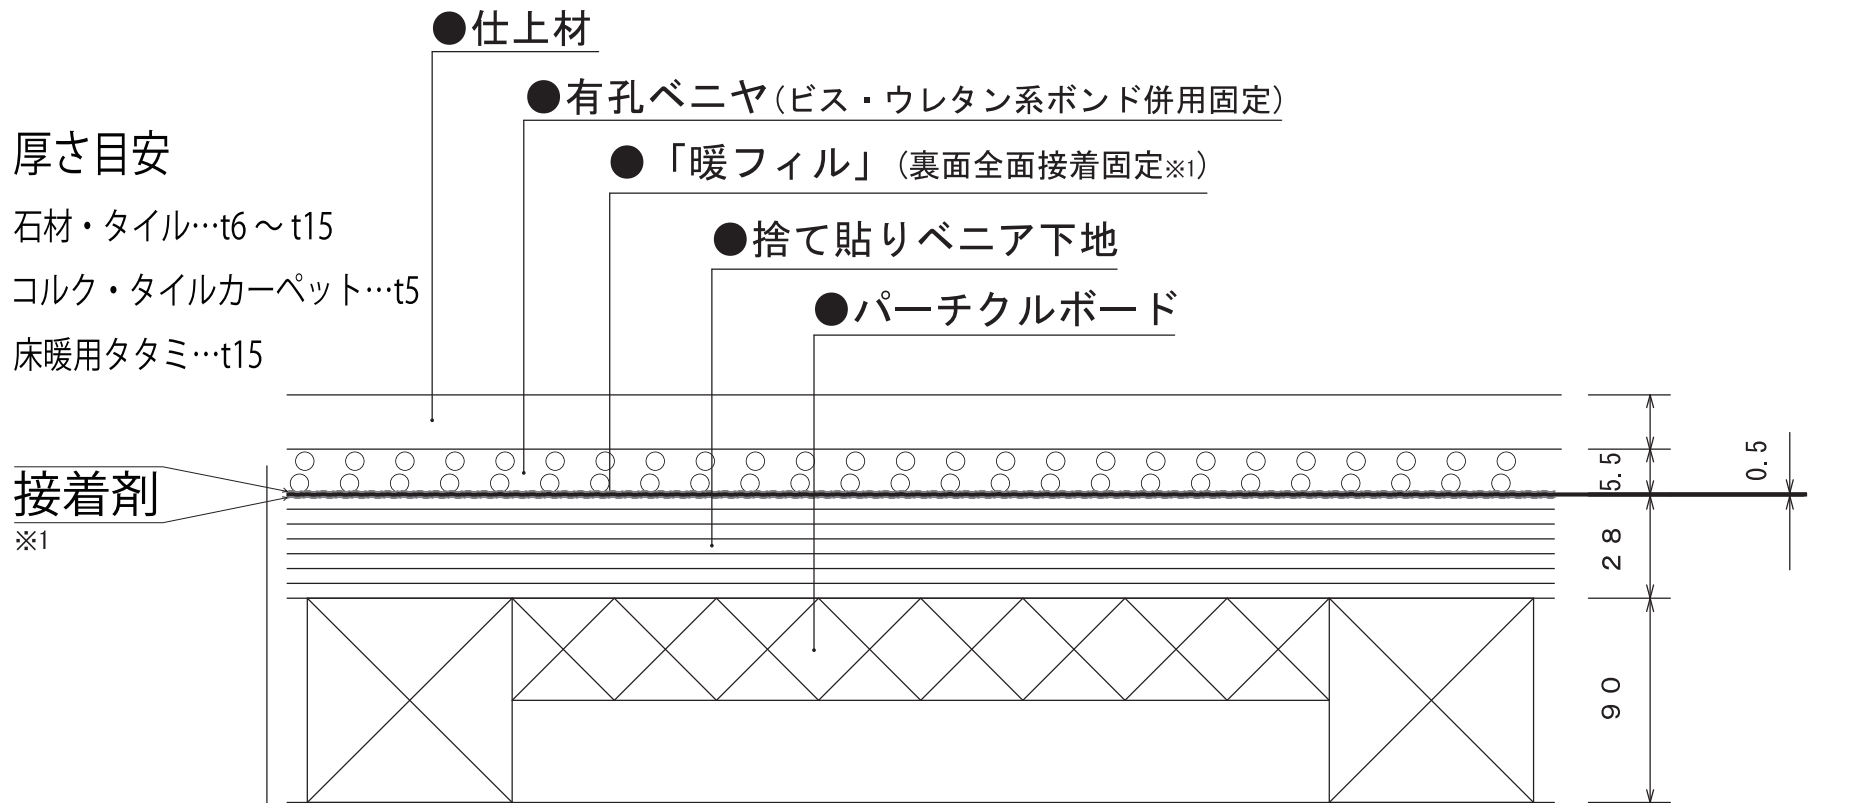 ●仕上材
●有孔ベニヤ(ビス・ウレタン系ボンド併用固定)
●「暖フィル」(裏面全面接着固定※1)
●捨て貼りベニア下地
●パーチクルボード
厚さ目安
石材・タイル…t6～t15
コルク・タイルカーペット…t5
床暖用タタミ…t15
接着剤
※1
5.5
0.5
28
90